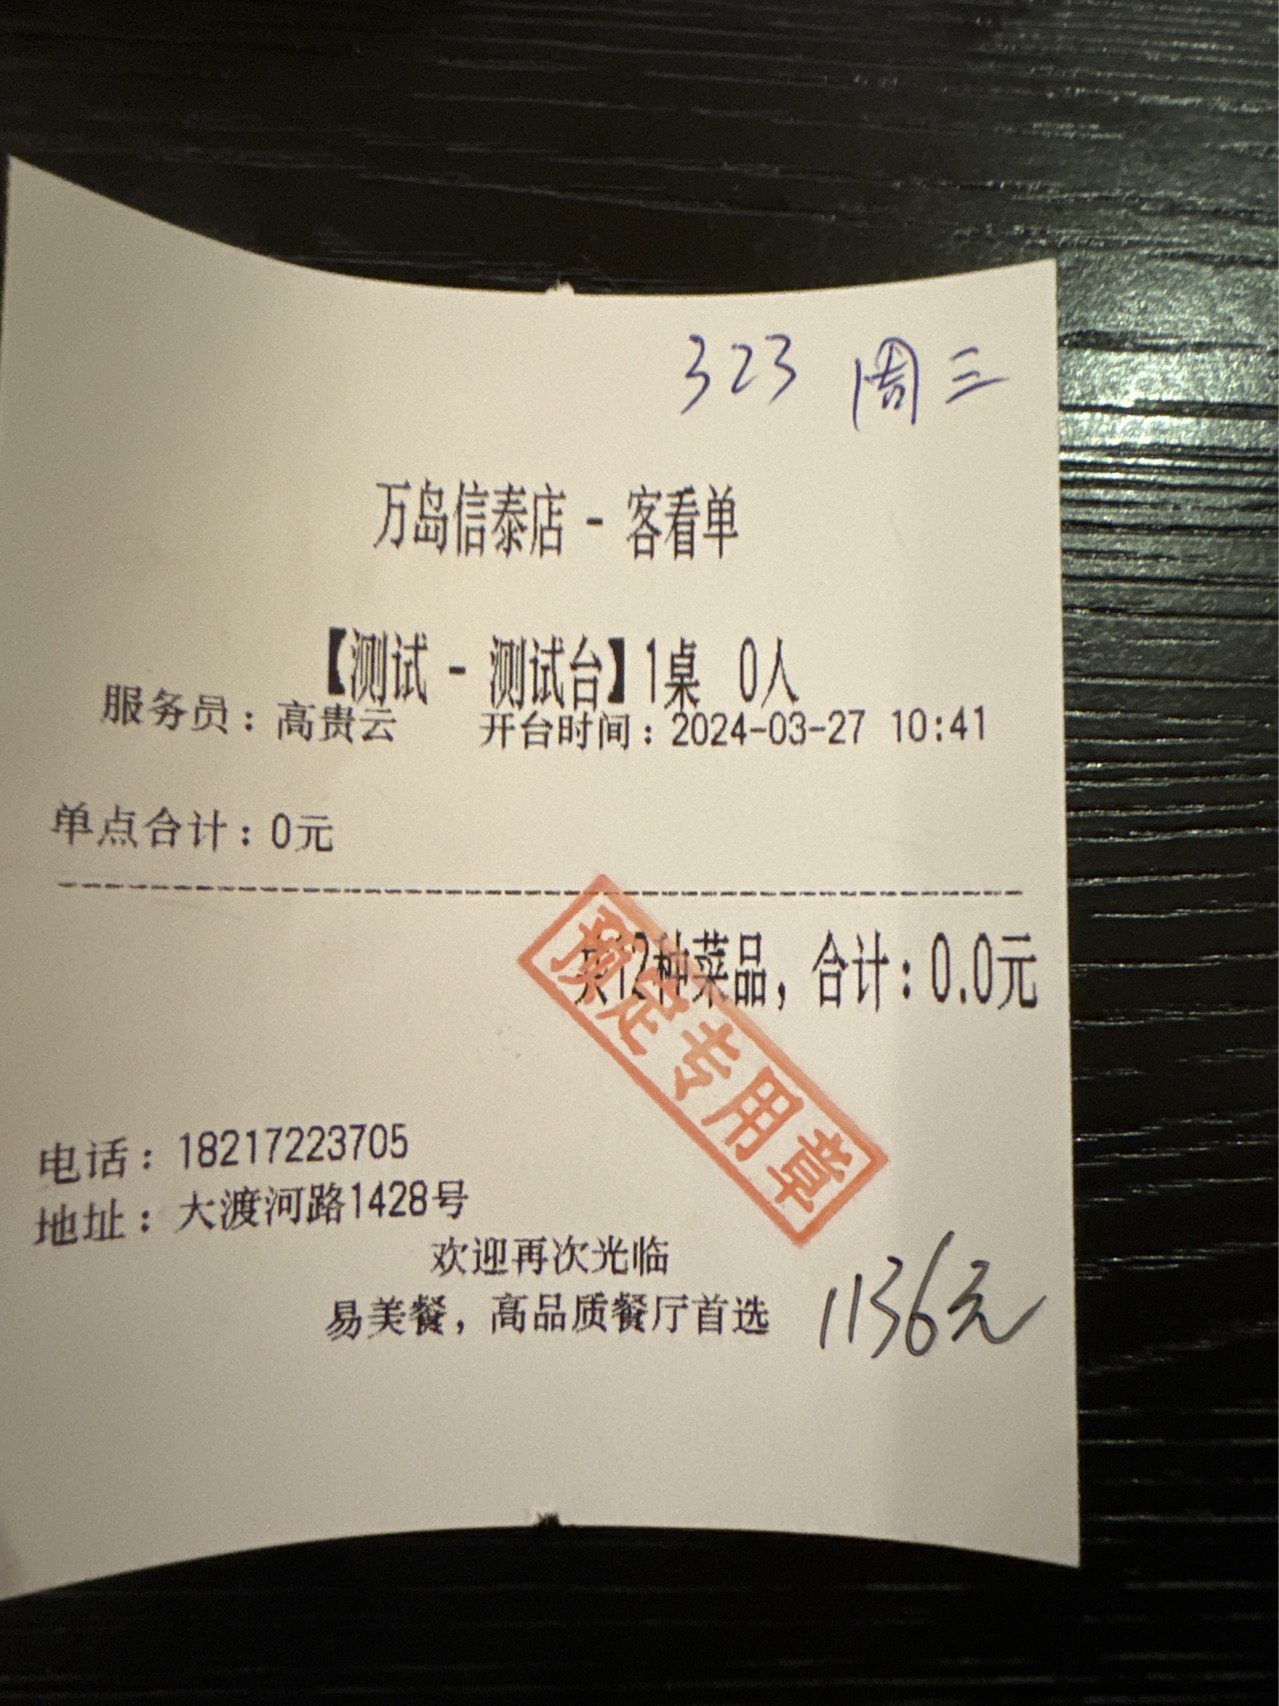 323 周三
万岛信泰店 - 客看单
【测试 - 测试台】1桌 0人
服务员：高贵云 开台时间：2024-03-27 10:41
单点合计：0元
共12种菜品，合计：0.0元
预定专用章
电话：18217223705
地址：大渡河路1428号
欢迎再次光临
易美餐，高品质餐厅首选
1136元